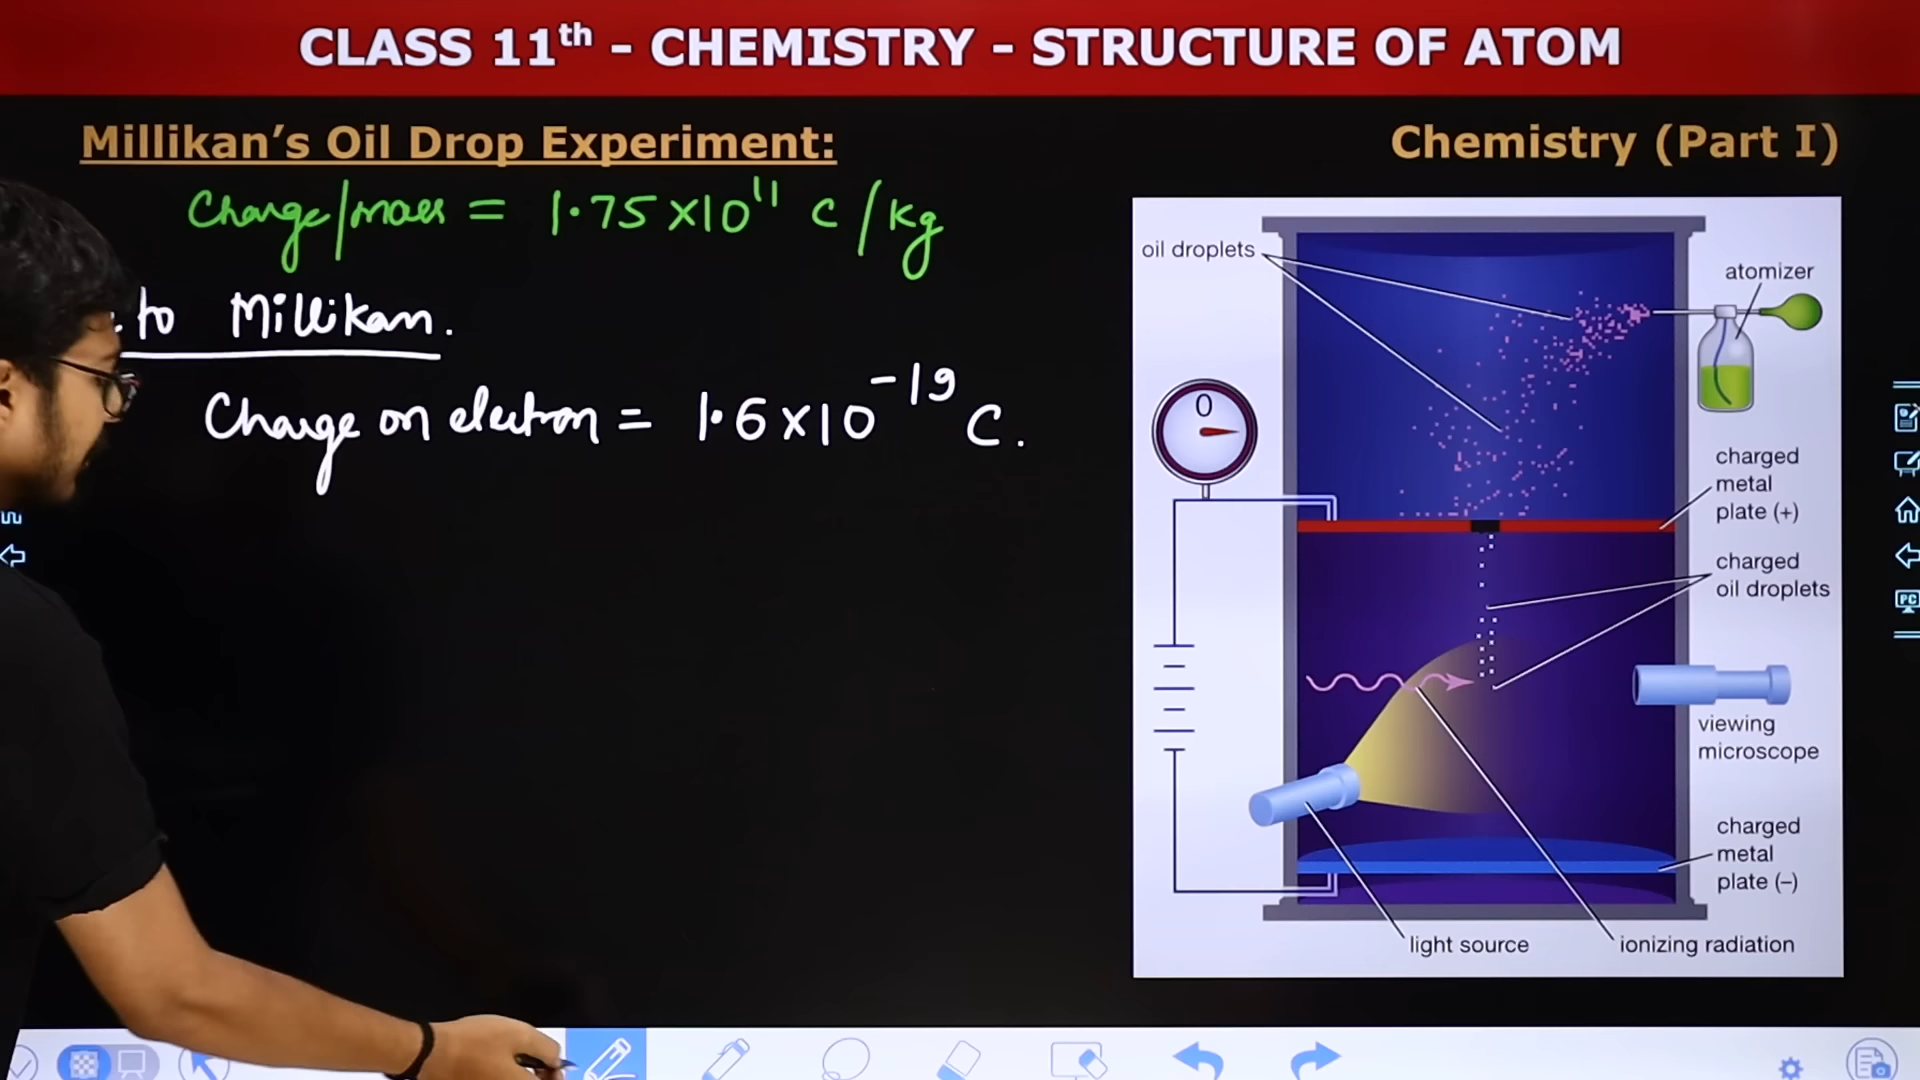 CLASS 11th - CHEMISTRY - STRUCTURE OF ATOM
Millikan's Oil Drop Experiment:
Chemistry (Part I)
Charge/mass = 1.75 × 10¹¹ C/kg
to Millikan.
Charge on electron = 1.6 × 10⁻¹⁹ C.
oil droplets
atomizer
0
charged
metal
plate (+)
charged
oil droplets
viewing
microscope
charged
metal
plate (–)
light source
ionizing radiation
PC